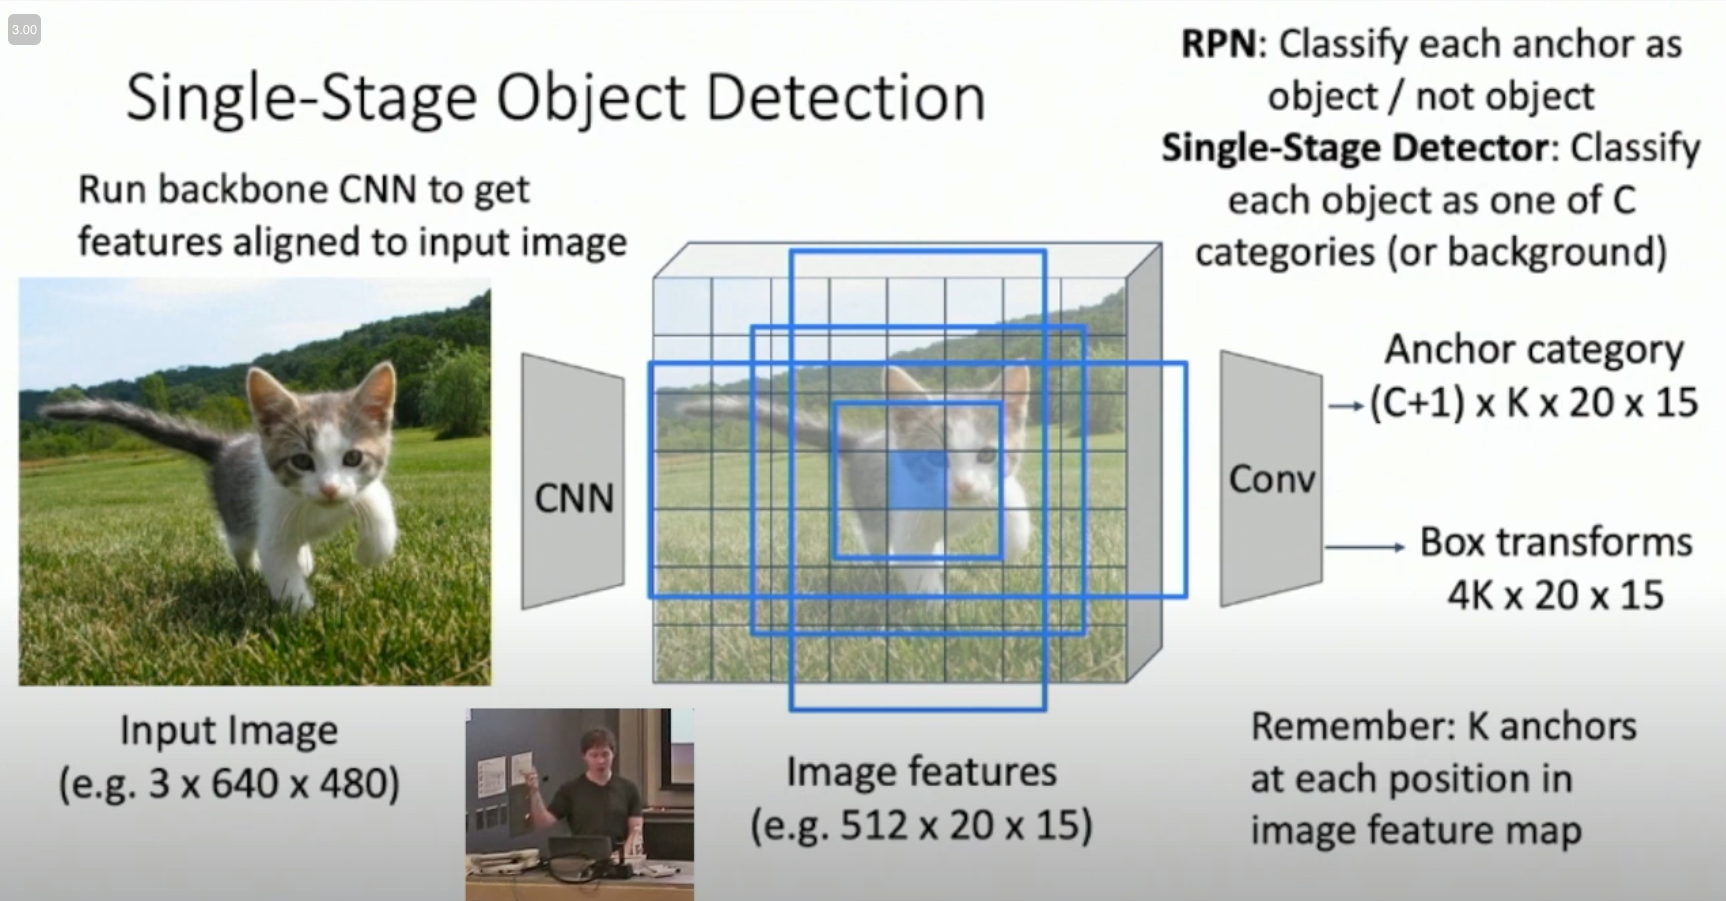 3.00
Single-Stage Object Detection
RPN: Classify each anchor as
object / not object
Single-Stage Detector: Classify
each object as one of C
categories (or background)
Run backbone CNN to get
features aligned to input image
CNN
Conv
Anchor category
(C+1) x K x 20 x 15
Box transforms
4K x 20 x 15
Input Image
(e.g. 3 x 640 x 480)
Image features
(e.g. 512 x 20 x 15)
Remember: K anchors
at each position in
image feature map